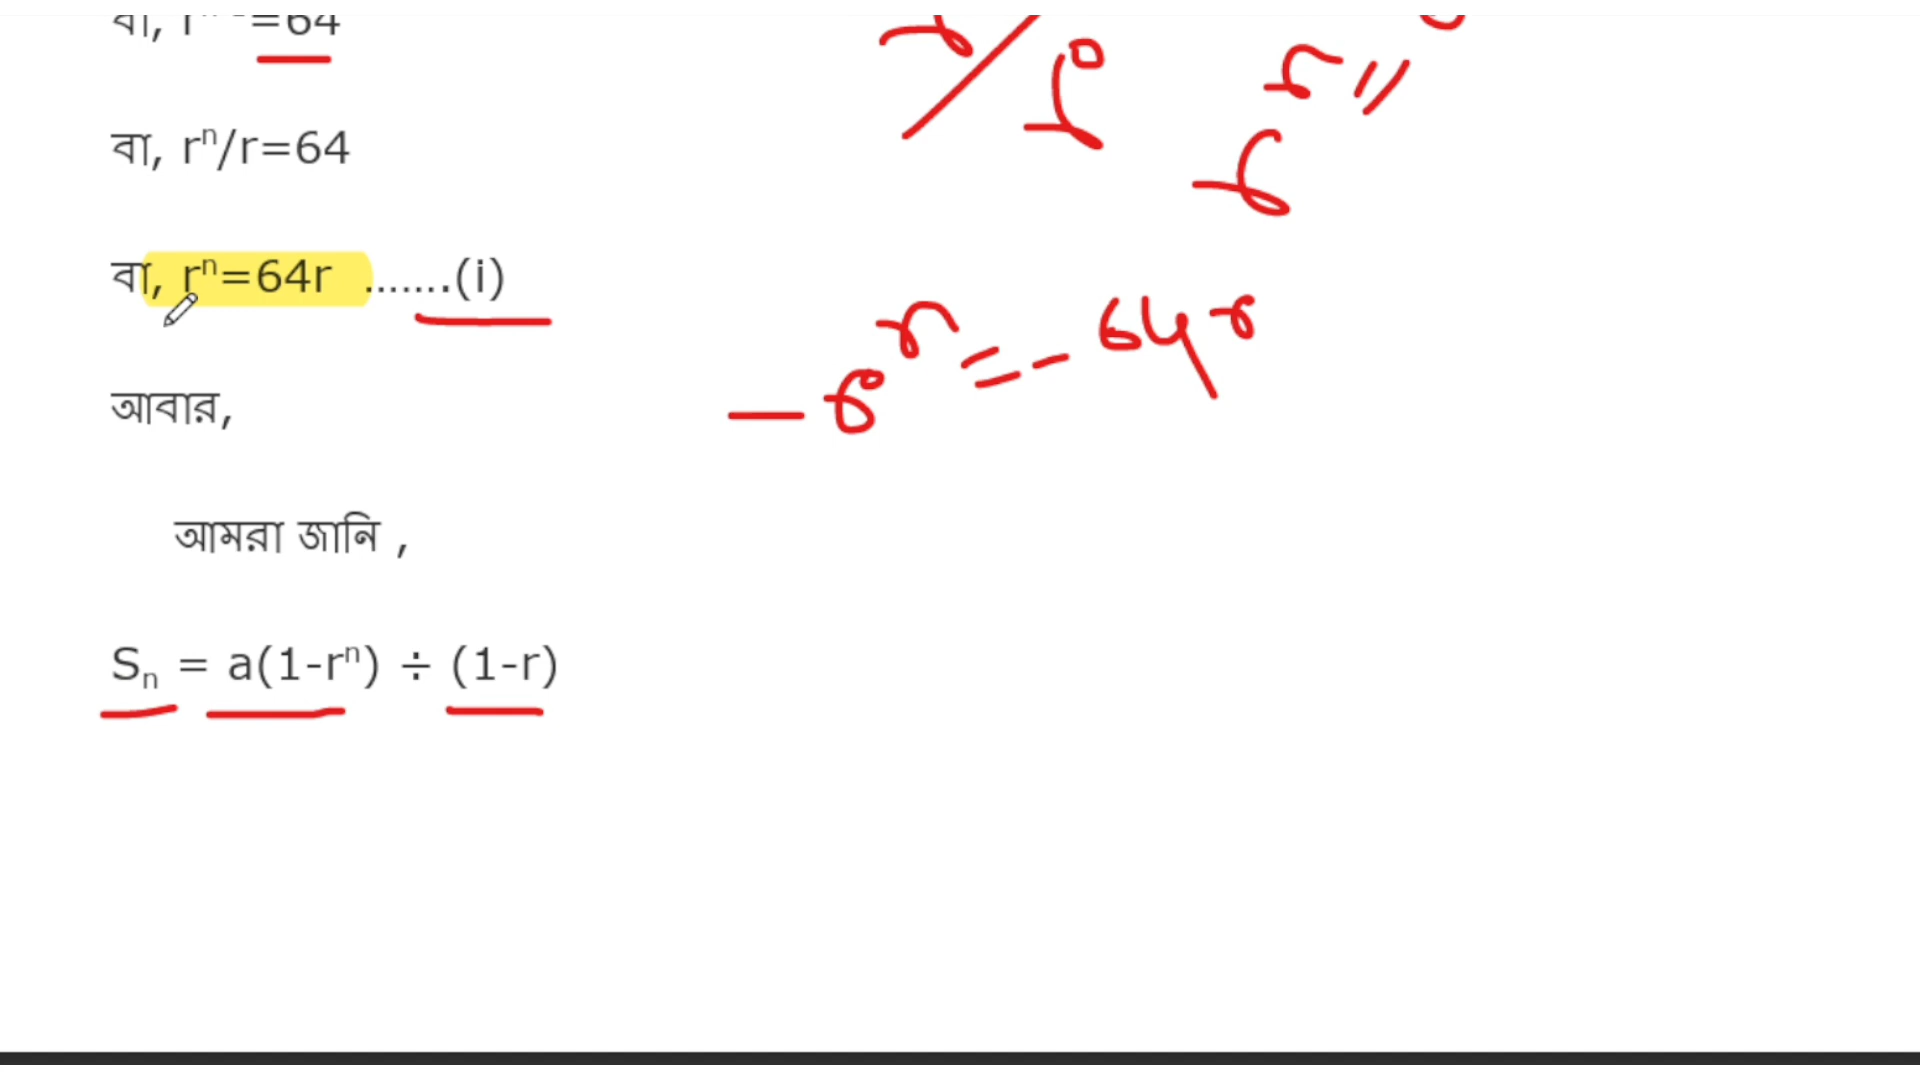 বা, rⁿ/r=64
বা, rⁿ=64r .......(i)
-rⁿ=-64r
আবার,
আমরা জানি ,
Sₙ = a(1-rⁿ) ÷ (1-r)